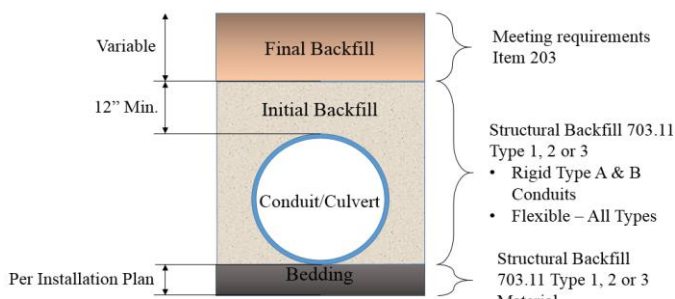 Variable
Final Backfill
Meeting requirements
Item 203
12” Min.
Initial Backfill
Structural Backfill 703.11
Type 1, 2 or 3
• Rigid Type A & B
Conduits
• Flexible – All Types
Conduit/Culvert
Per Installation Plan
Bedding
Structural Backfill
703.11 Type 1, 2 or 3
Material